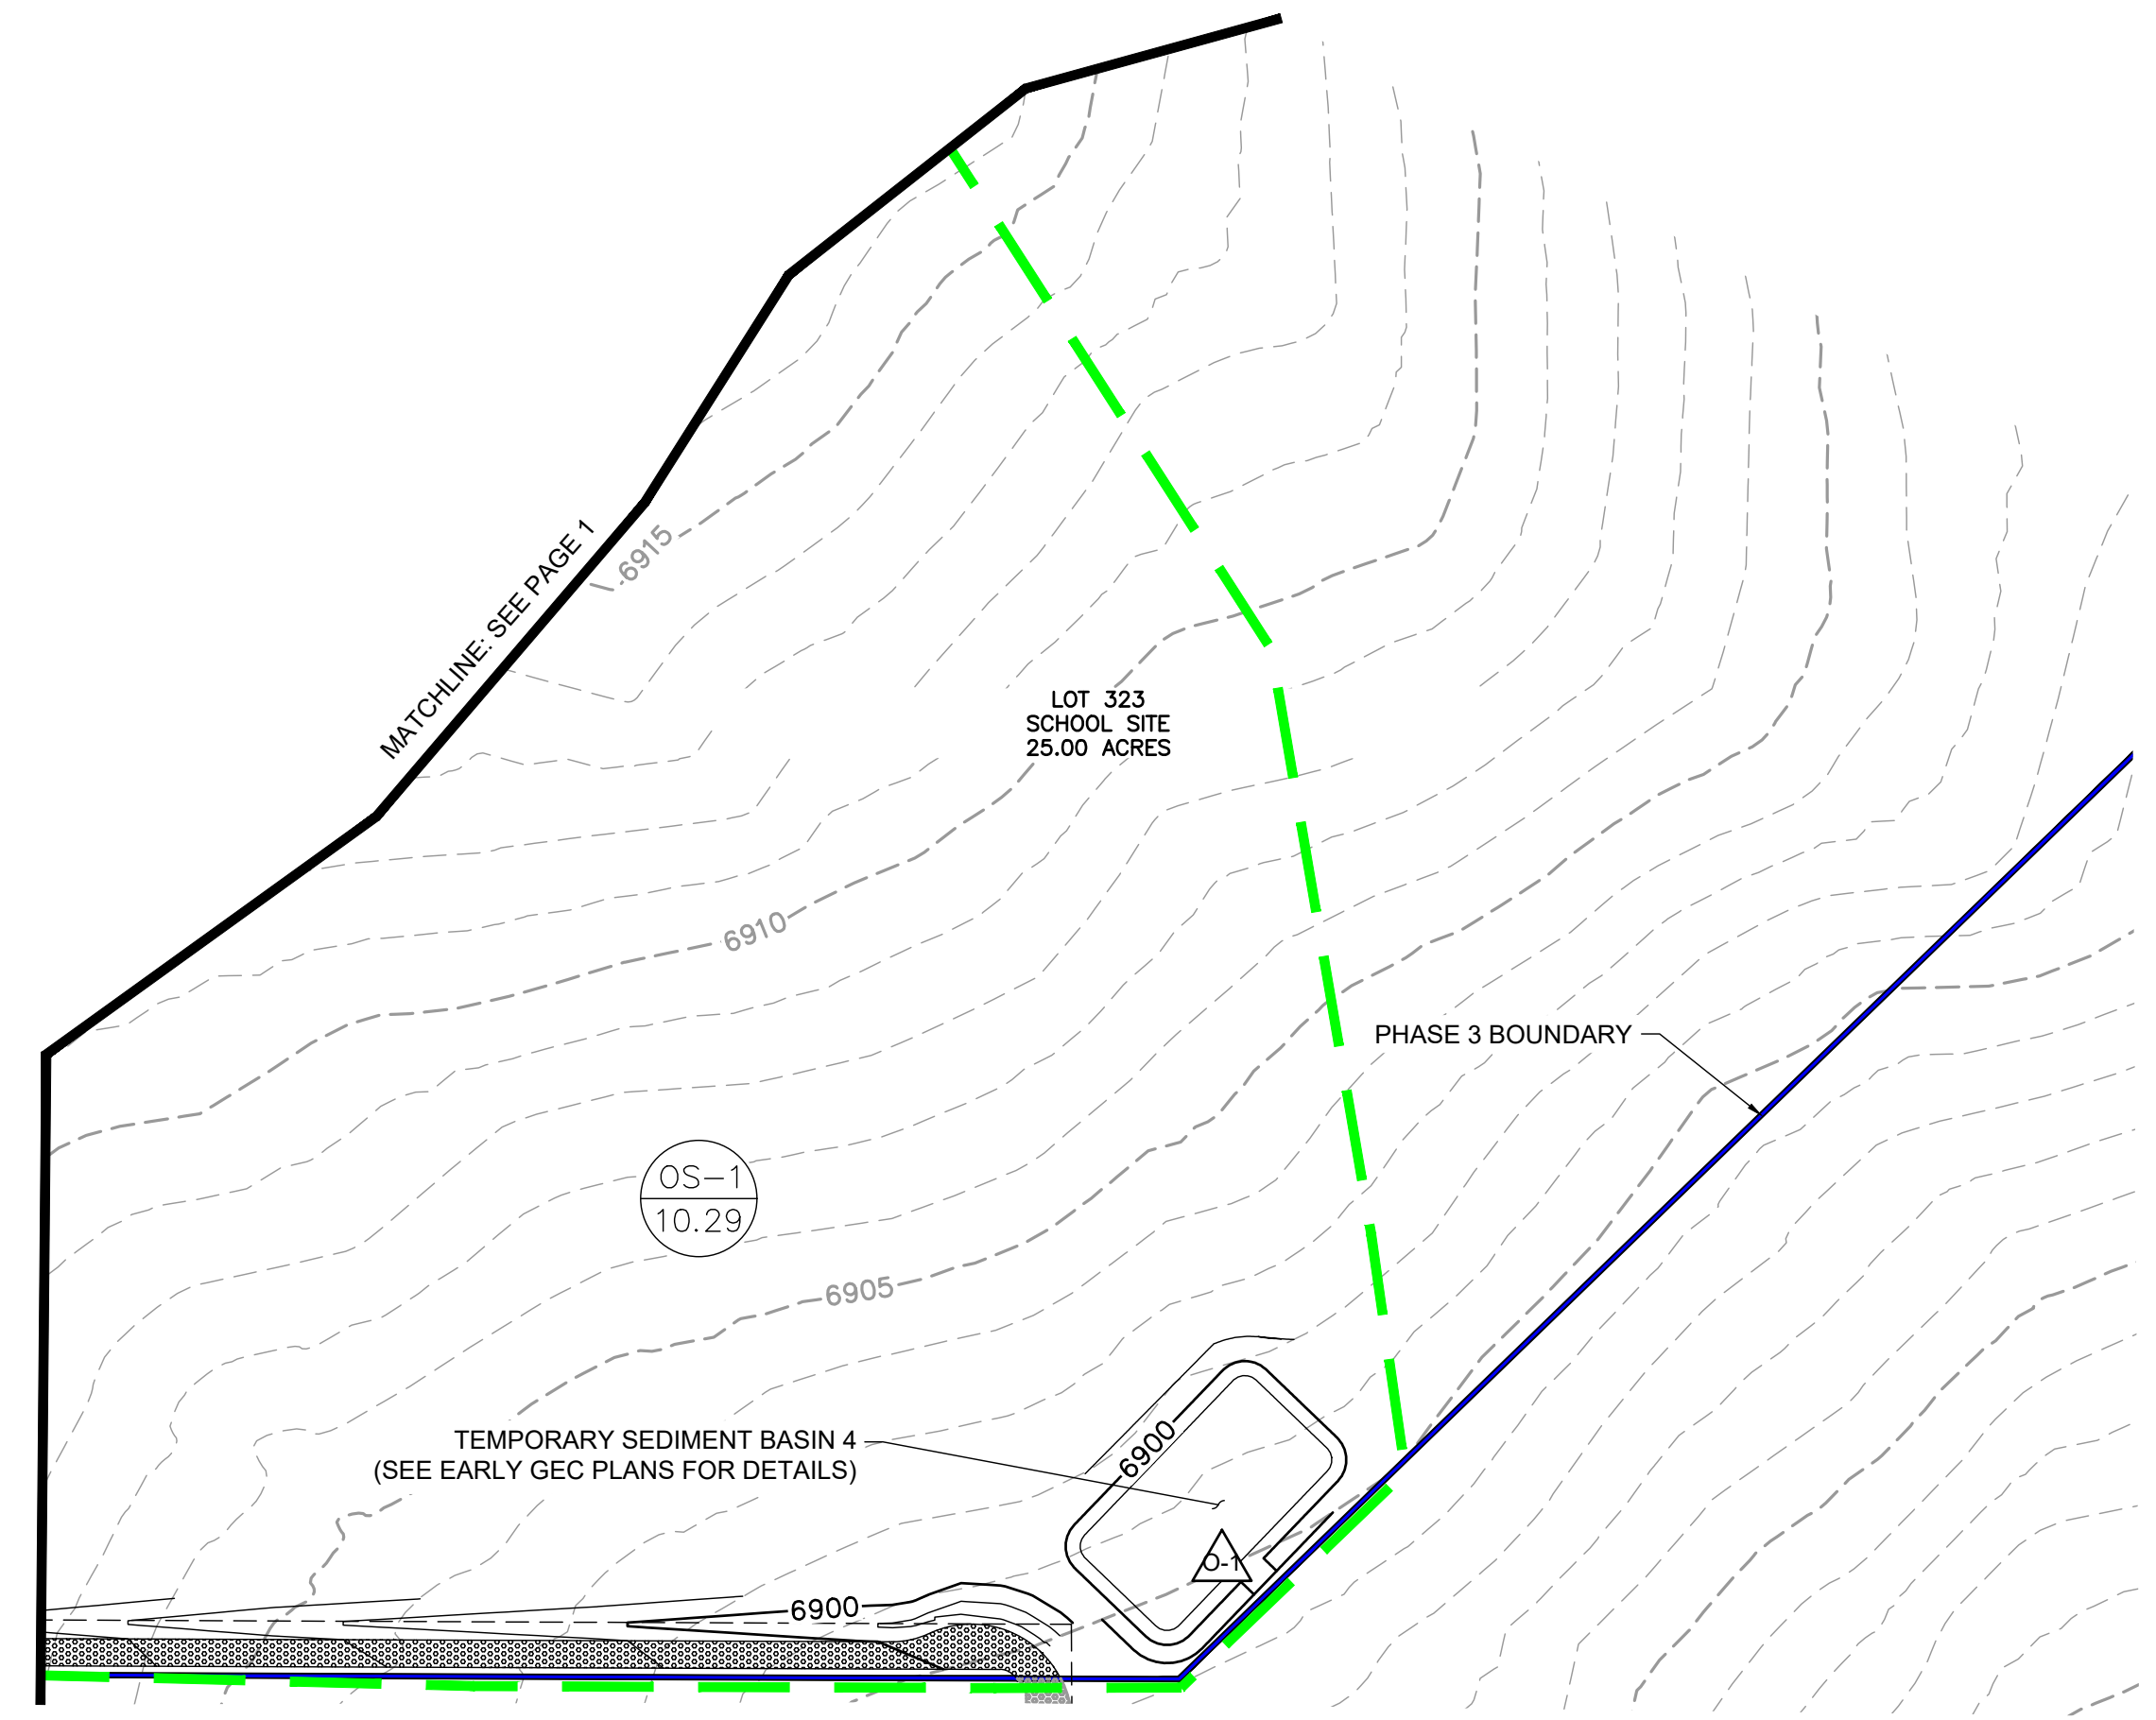 MATCHLINE: SEE PAGE 1
6915
LOT 323
SCHOOL SITE
25.00 ACRES
6910
PHASE 3 BOUNDARY
OS-1
10.29
6905
TEMPORARY SEDIMENT BASIN 4
(SEE EARLY GEC PLANS FOR DETAILS)
6900
O-1
6900